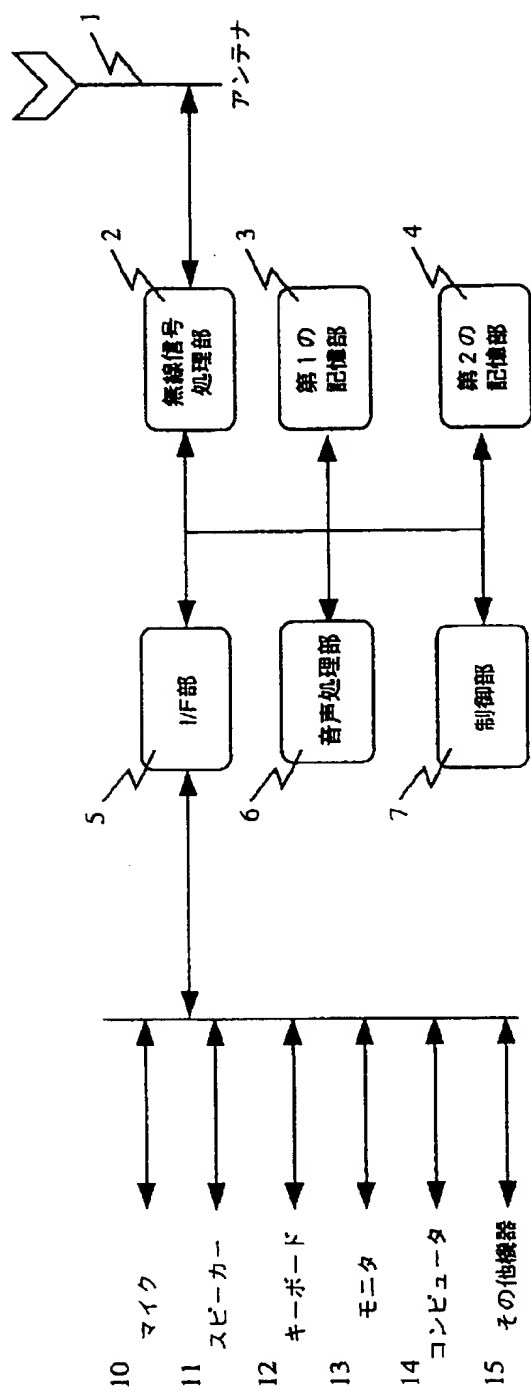 1
アンテナ
2
無線信号
処理部
3
第1の
記憶部
4
第2の
記憶部
5
I/F部
6
音声処理部
7
制御部
10
マイク
11
スピーカー
12
キーボード
13
モニタ
14
コンピュータ
15
その他機器